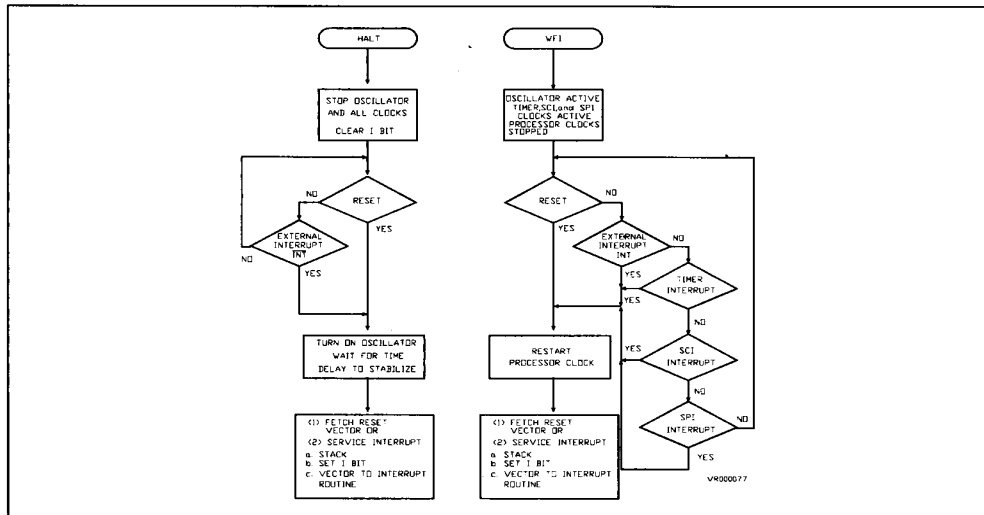 HALT
STOP OSCILLATOR
AND ALL CLOCKS
CLEAR I BIT
NO
RESET
YES
EXTERNAL
INTERRUPT
INT
NO
YES
TURN ON OSCILLATOR
WAIT FOR TIME
DELAY TO STABILIZE
(1) FETCH RESET
VECTOR OR
(2) SERVICE INTERRUPT
a. STACK
b. SET I BIT
c. VECTOR TO INTERRUPT
ROUTINE
WFI
OSCILLATOR ACTIVE
TIMER,SCI,and SPI
CLOCKS ACTIVE
PROCESSOR CLOCKS
STOPPED
RESET
NO
YES
EXTERNAL
INTERRUPT
INT
NO
YES
TIMER
INTERRUPT
YES
NO
SCI
INTERRUPT
YES
NO
SPI
INTERRUPT
NO
YES
RESTART
PROCESSOR CLOCK
(1) FETCH RESET
VECTOR OR
(2) SERVICE INTERRUPT
a. STACK
b. SET I BIT
c. VECTOR TO INTERRUPT
ROUTINE
VR000077